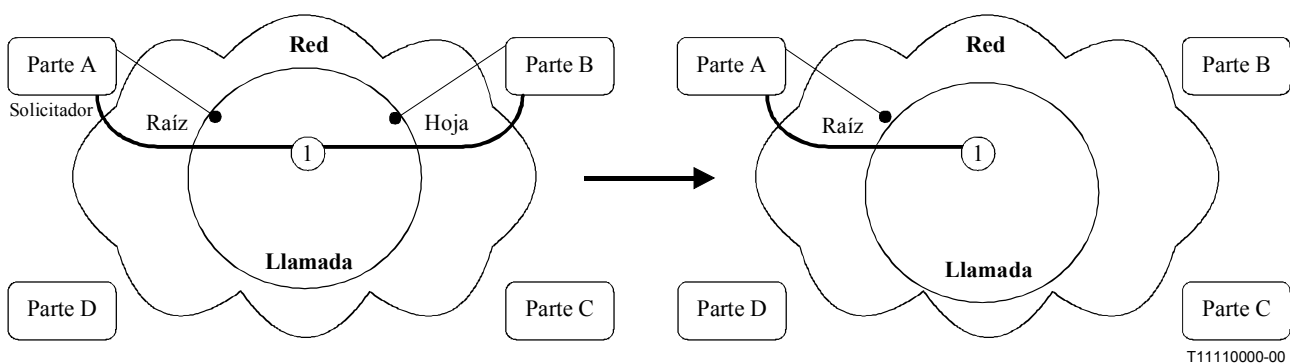 Red
Parte A
Parte B
Solicitador
Raíz
Hoja
1
Llamada
Parte D
Parte C
Red
Parte A
Parte B
Raíz
1
Llamada
Parte D
Parte C
T11110000-00